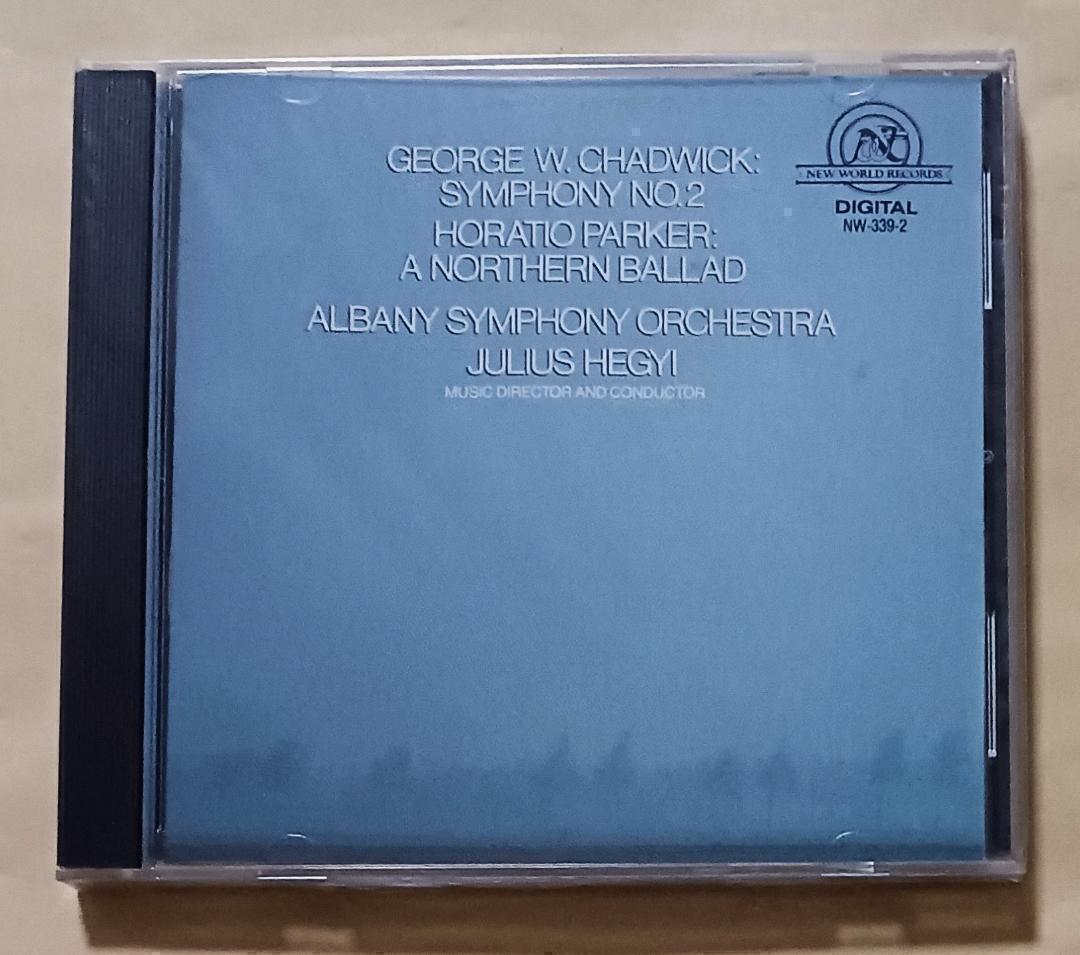 GEORGE W. CHADWICK:
SYMPHONY NO. 2
HORATIO PARKER:
A NORTHERN BALLAD
ALBANY SYMPHONY ORCHESTRA
JULIUS HEGYI
MUSIC DIRECTOR AND CONDUCTOR
NEW WORLD RECORDS
DIGITAL
NW-339-2